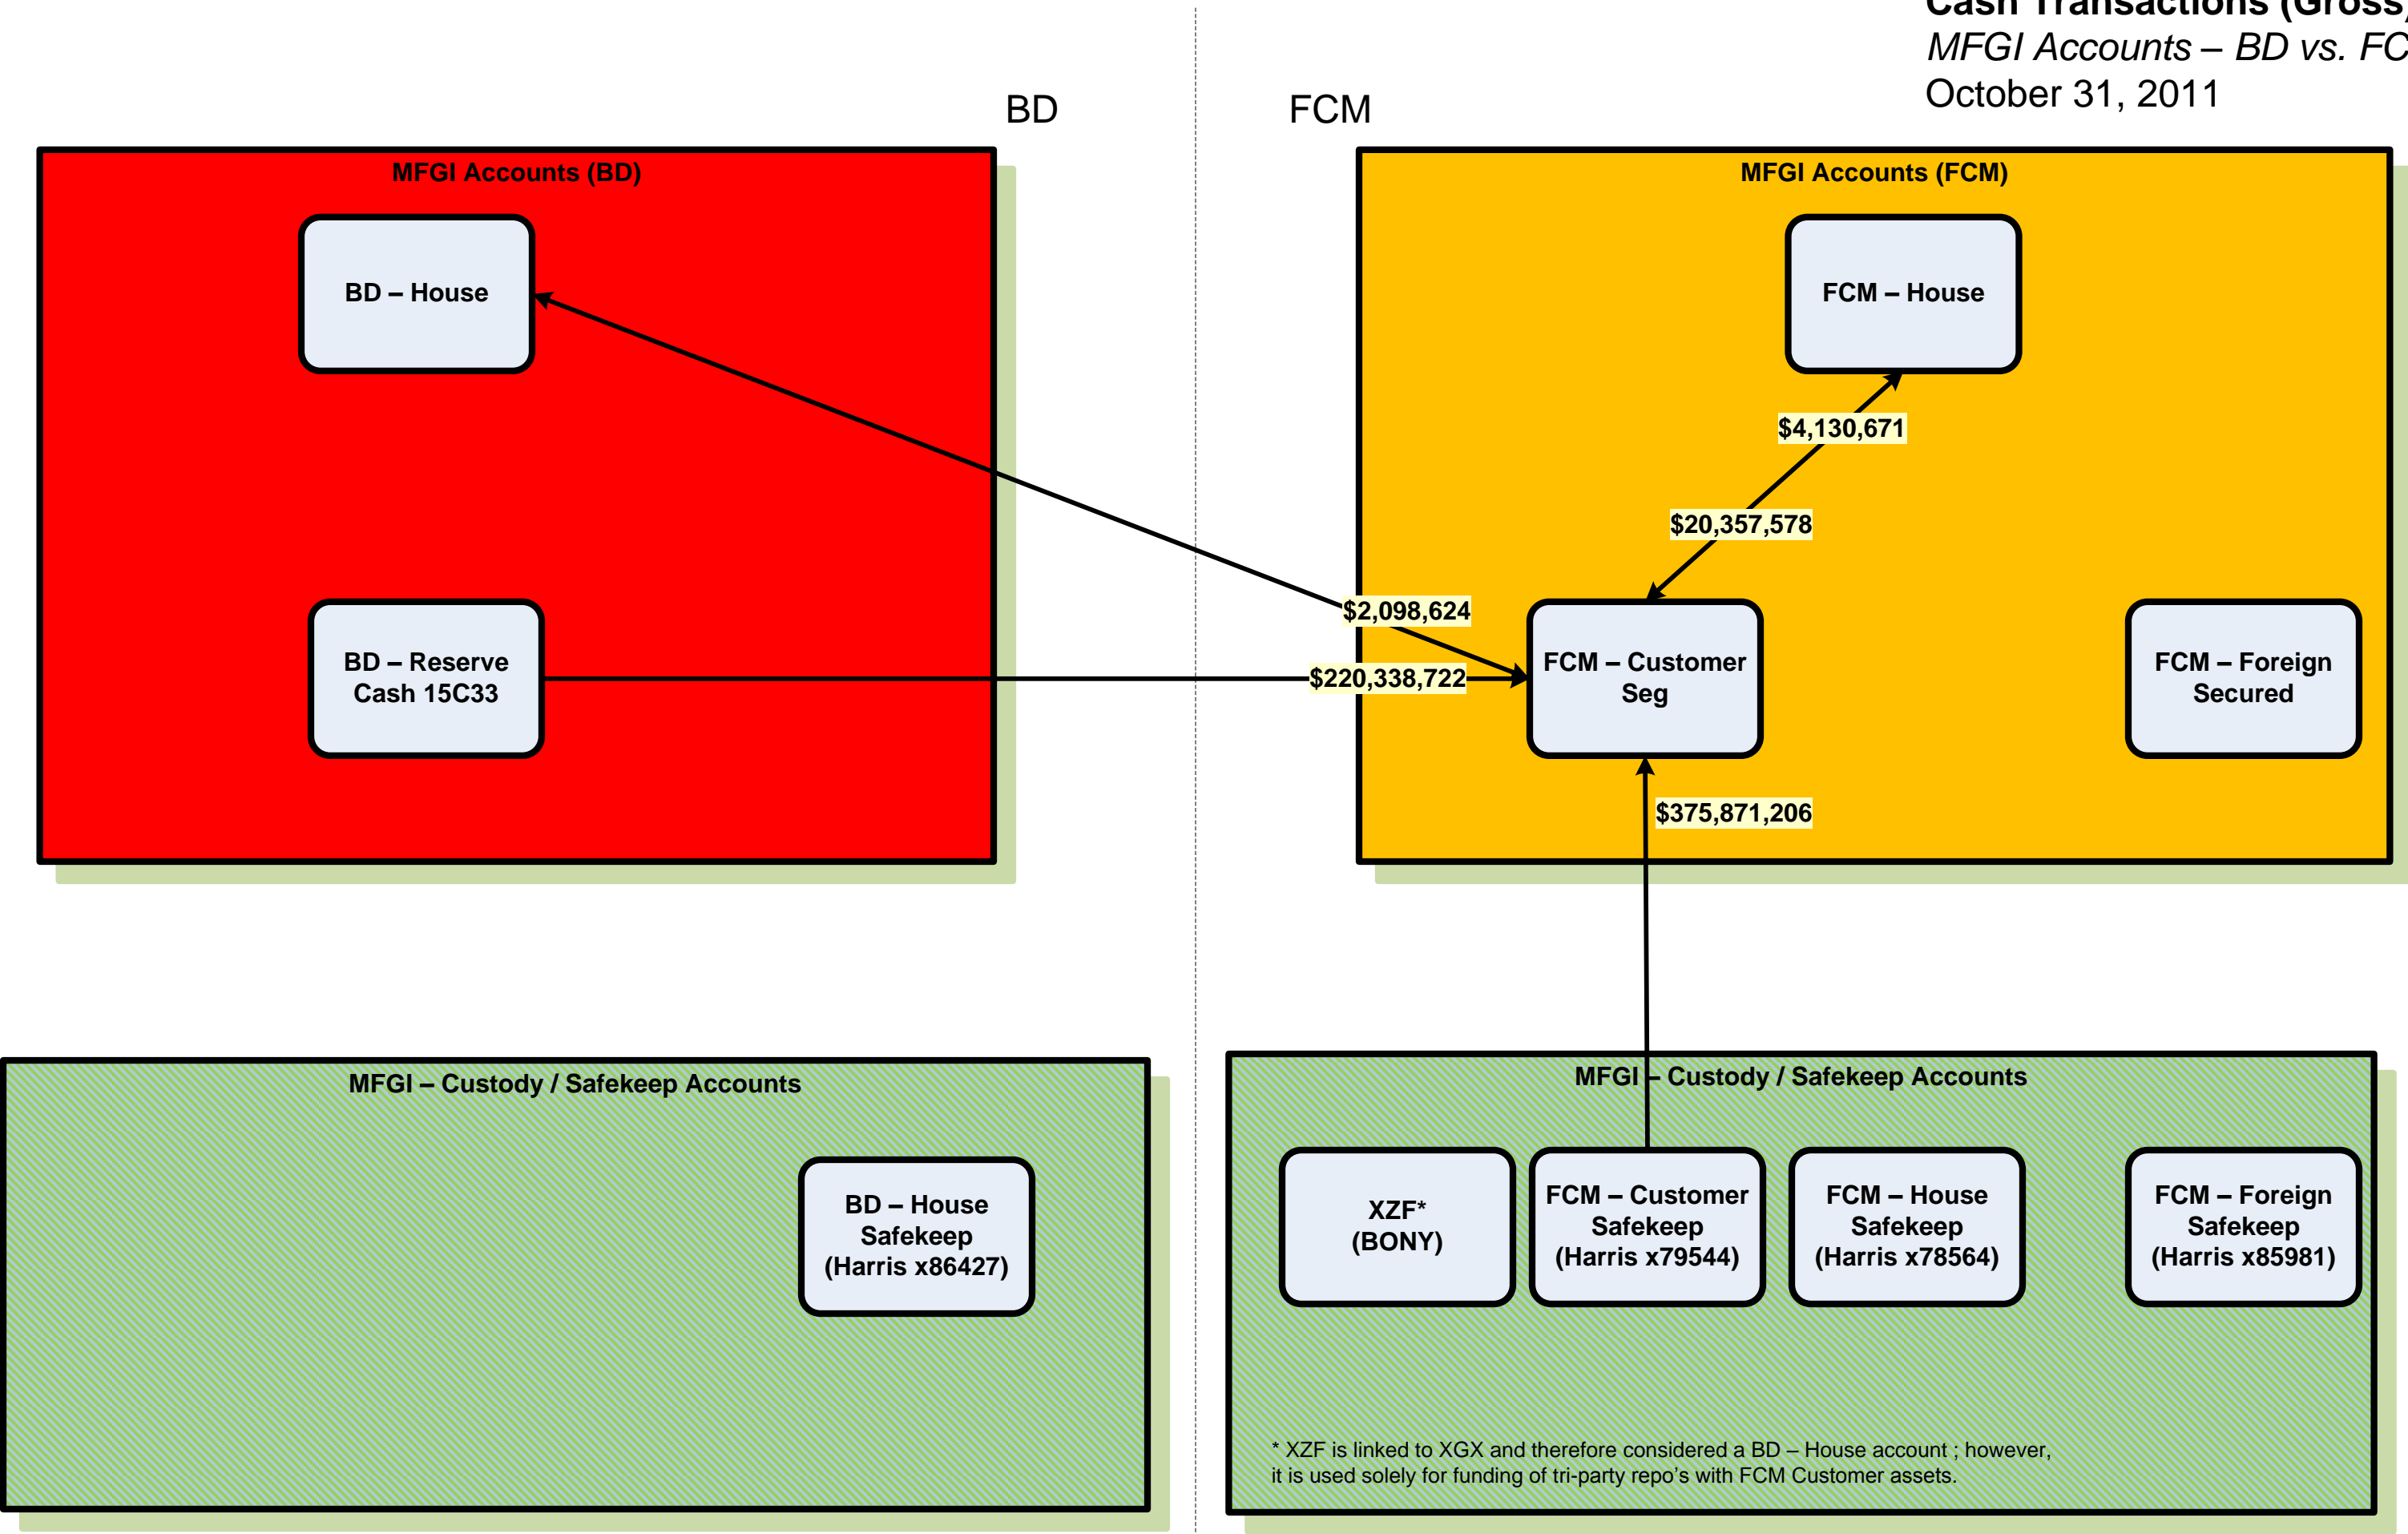 Cash Transactions (Gross)
MFGI Accounts – BD vs. FC
October 31, 2011
BD
FCM
MFGI Accounts (BD)
BD – House
BD – Reserve
Cash 15C33
MFGI Accounts (FCM)
FCM – House
$4,130,671
$20,357,578
$2,098,624
$220,338,722
FCM – Customer
Seg
FCM – Foreign
Secured
$375,871,206
MFGI – Custody / Safekeep Accounts
BD – House
Safekeep
(Harris x86427)
MFGI – Custody / Safekeep Accounts
XZF*
(BONY)
FCM – Customer
Safekeep
(Harris x79544)
FCM – House
Safekeep
(Harris x78564)
FCM – Foreign
Safekeep
(Harris x85981)
* XZF is linked to XGX and therefore considered a BD – House account ; however,
it is used solely for funding of tri-party repo's with FCM Customer assets.